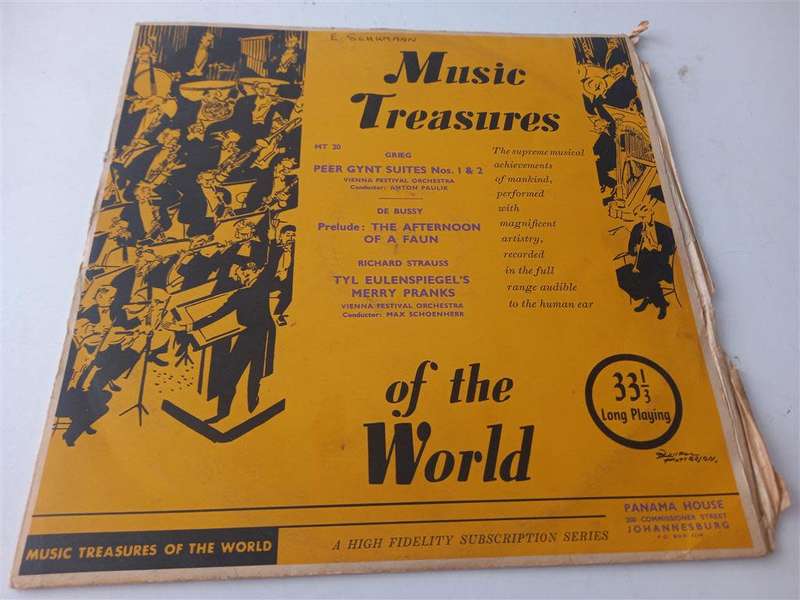 E. SCHUMANN
Music
Treasures
MT 20
GRIEG
PEER GYNT SUITES Nos. 1 & 2
VIENNA FESTIVAL ORCHESTRA
Conductor: ANTON PAULIK
DE BUSSY
Prelude: THE AFTERNOON
OF A FAUN
RICHARD STRAUSS
TYL EULENSPIEGEL'S
MERRY PRANKS
VIENNA FESTIVAL ORCHESTRA
Conductor: MAX SCHOENHERR
The supreme musical
achievements
of mankind,
performed
with
magnificent
artistry,
recorded
in the full
range audible
to the human ear
of the
World
33 1/3
Long Playing
PANAMA HOUSE
COMMISSIONER STREET
JOHANNESBURG
P.O. BOX
MUSIC TREASURES OF THE WORLD
A HIGH FIDELITY SUBSCRIPTION SERIES